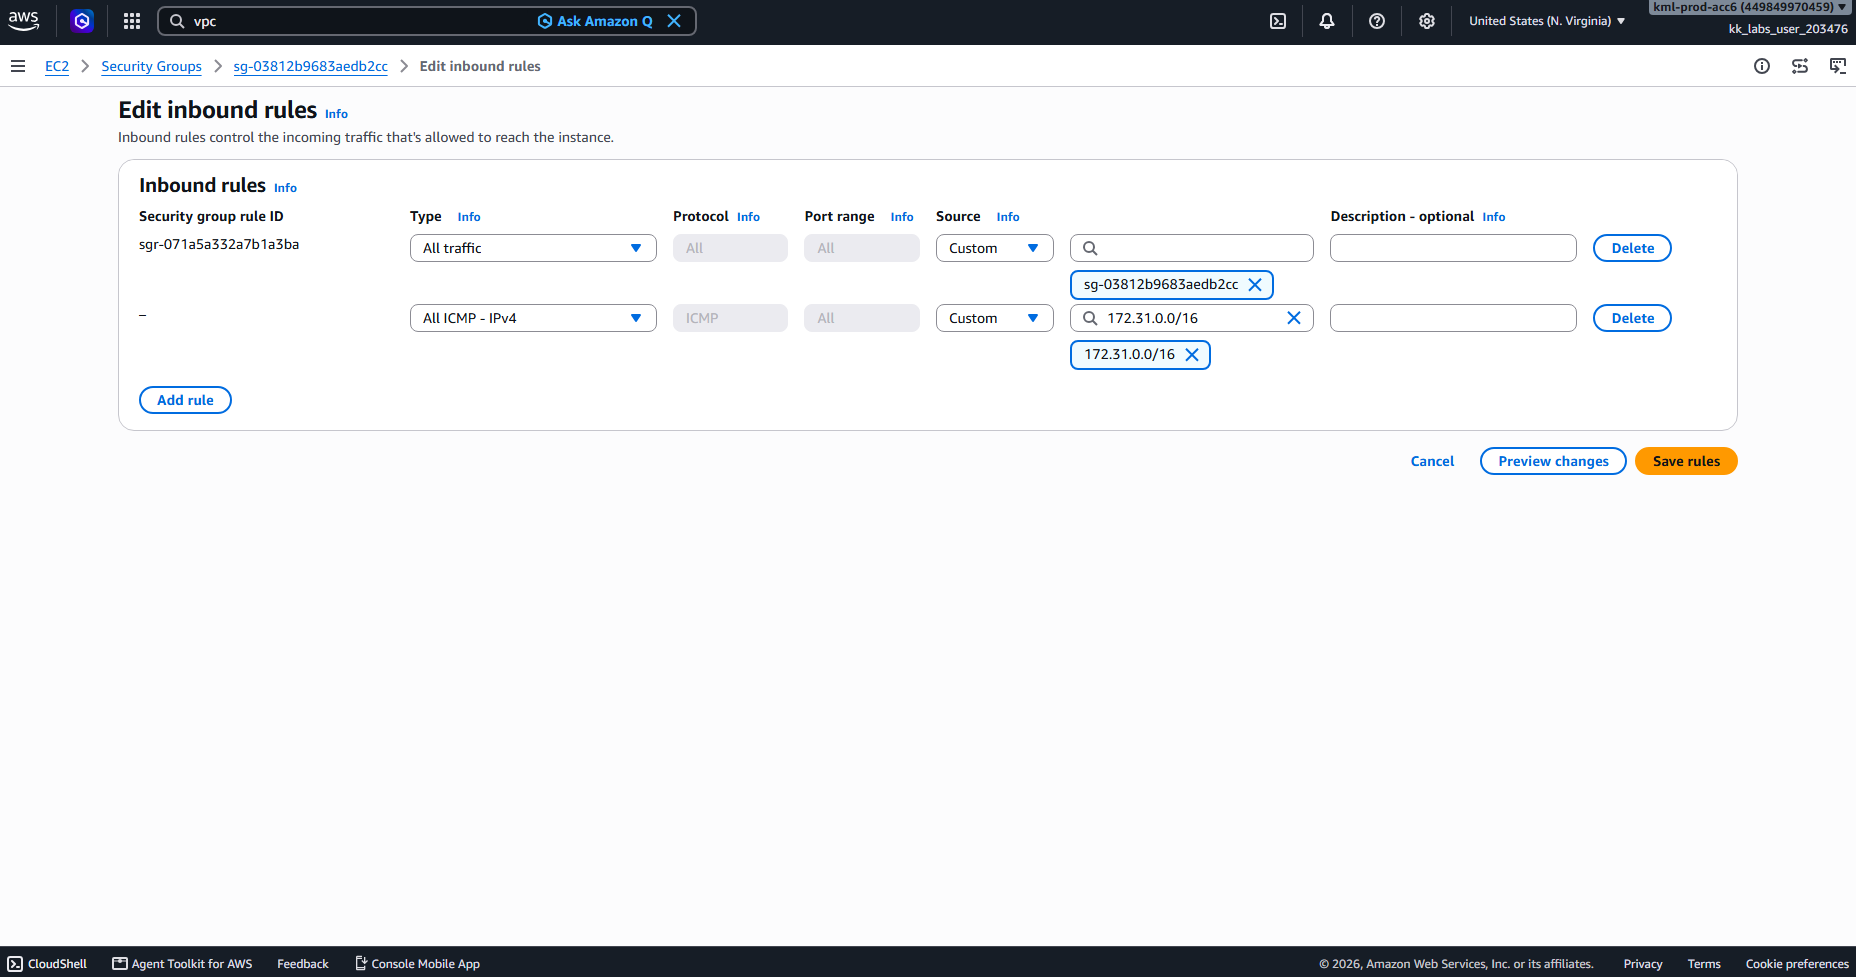 aws vpc Ask Amazon Q United States (N. Virginia) kml-prod-acc6 (449849970459)
kk_labs_user_203476
EC2 Security Groups sg-03812b9683aedb2cc Edit inbound rules
Edit inbound rules Info
Inbound rules control the incoming traffic that's allowed to reach the instance.
Inbound rules Info
Security group rule ID Type Info Protocol Info Port range Info Source Info Description - optional Info
sgr-071a5a332a7b1a3ba All traffic All All Custom Delete
sg-03812b9683aedb2cc
– All ICMP - IPv4 ICMP All Custom 172.31.0.0/16 Delete
172.31.0.0/16
Add rule
Cancel Preview changes Save rules
CloudShell Agent Toolkit for AWS Feedback Console Mobile App © 2026, Amazon Web Services, Inc. or its affiliates. Privacy Terms Cookie preferences